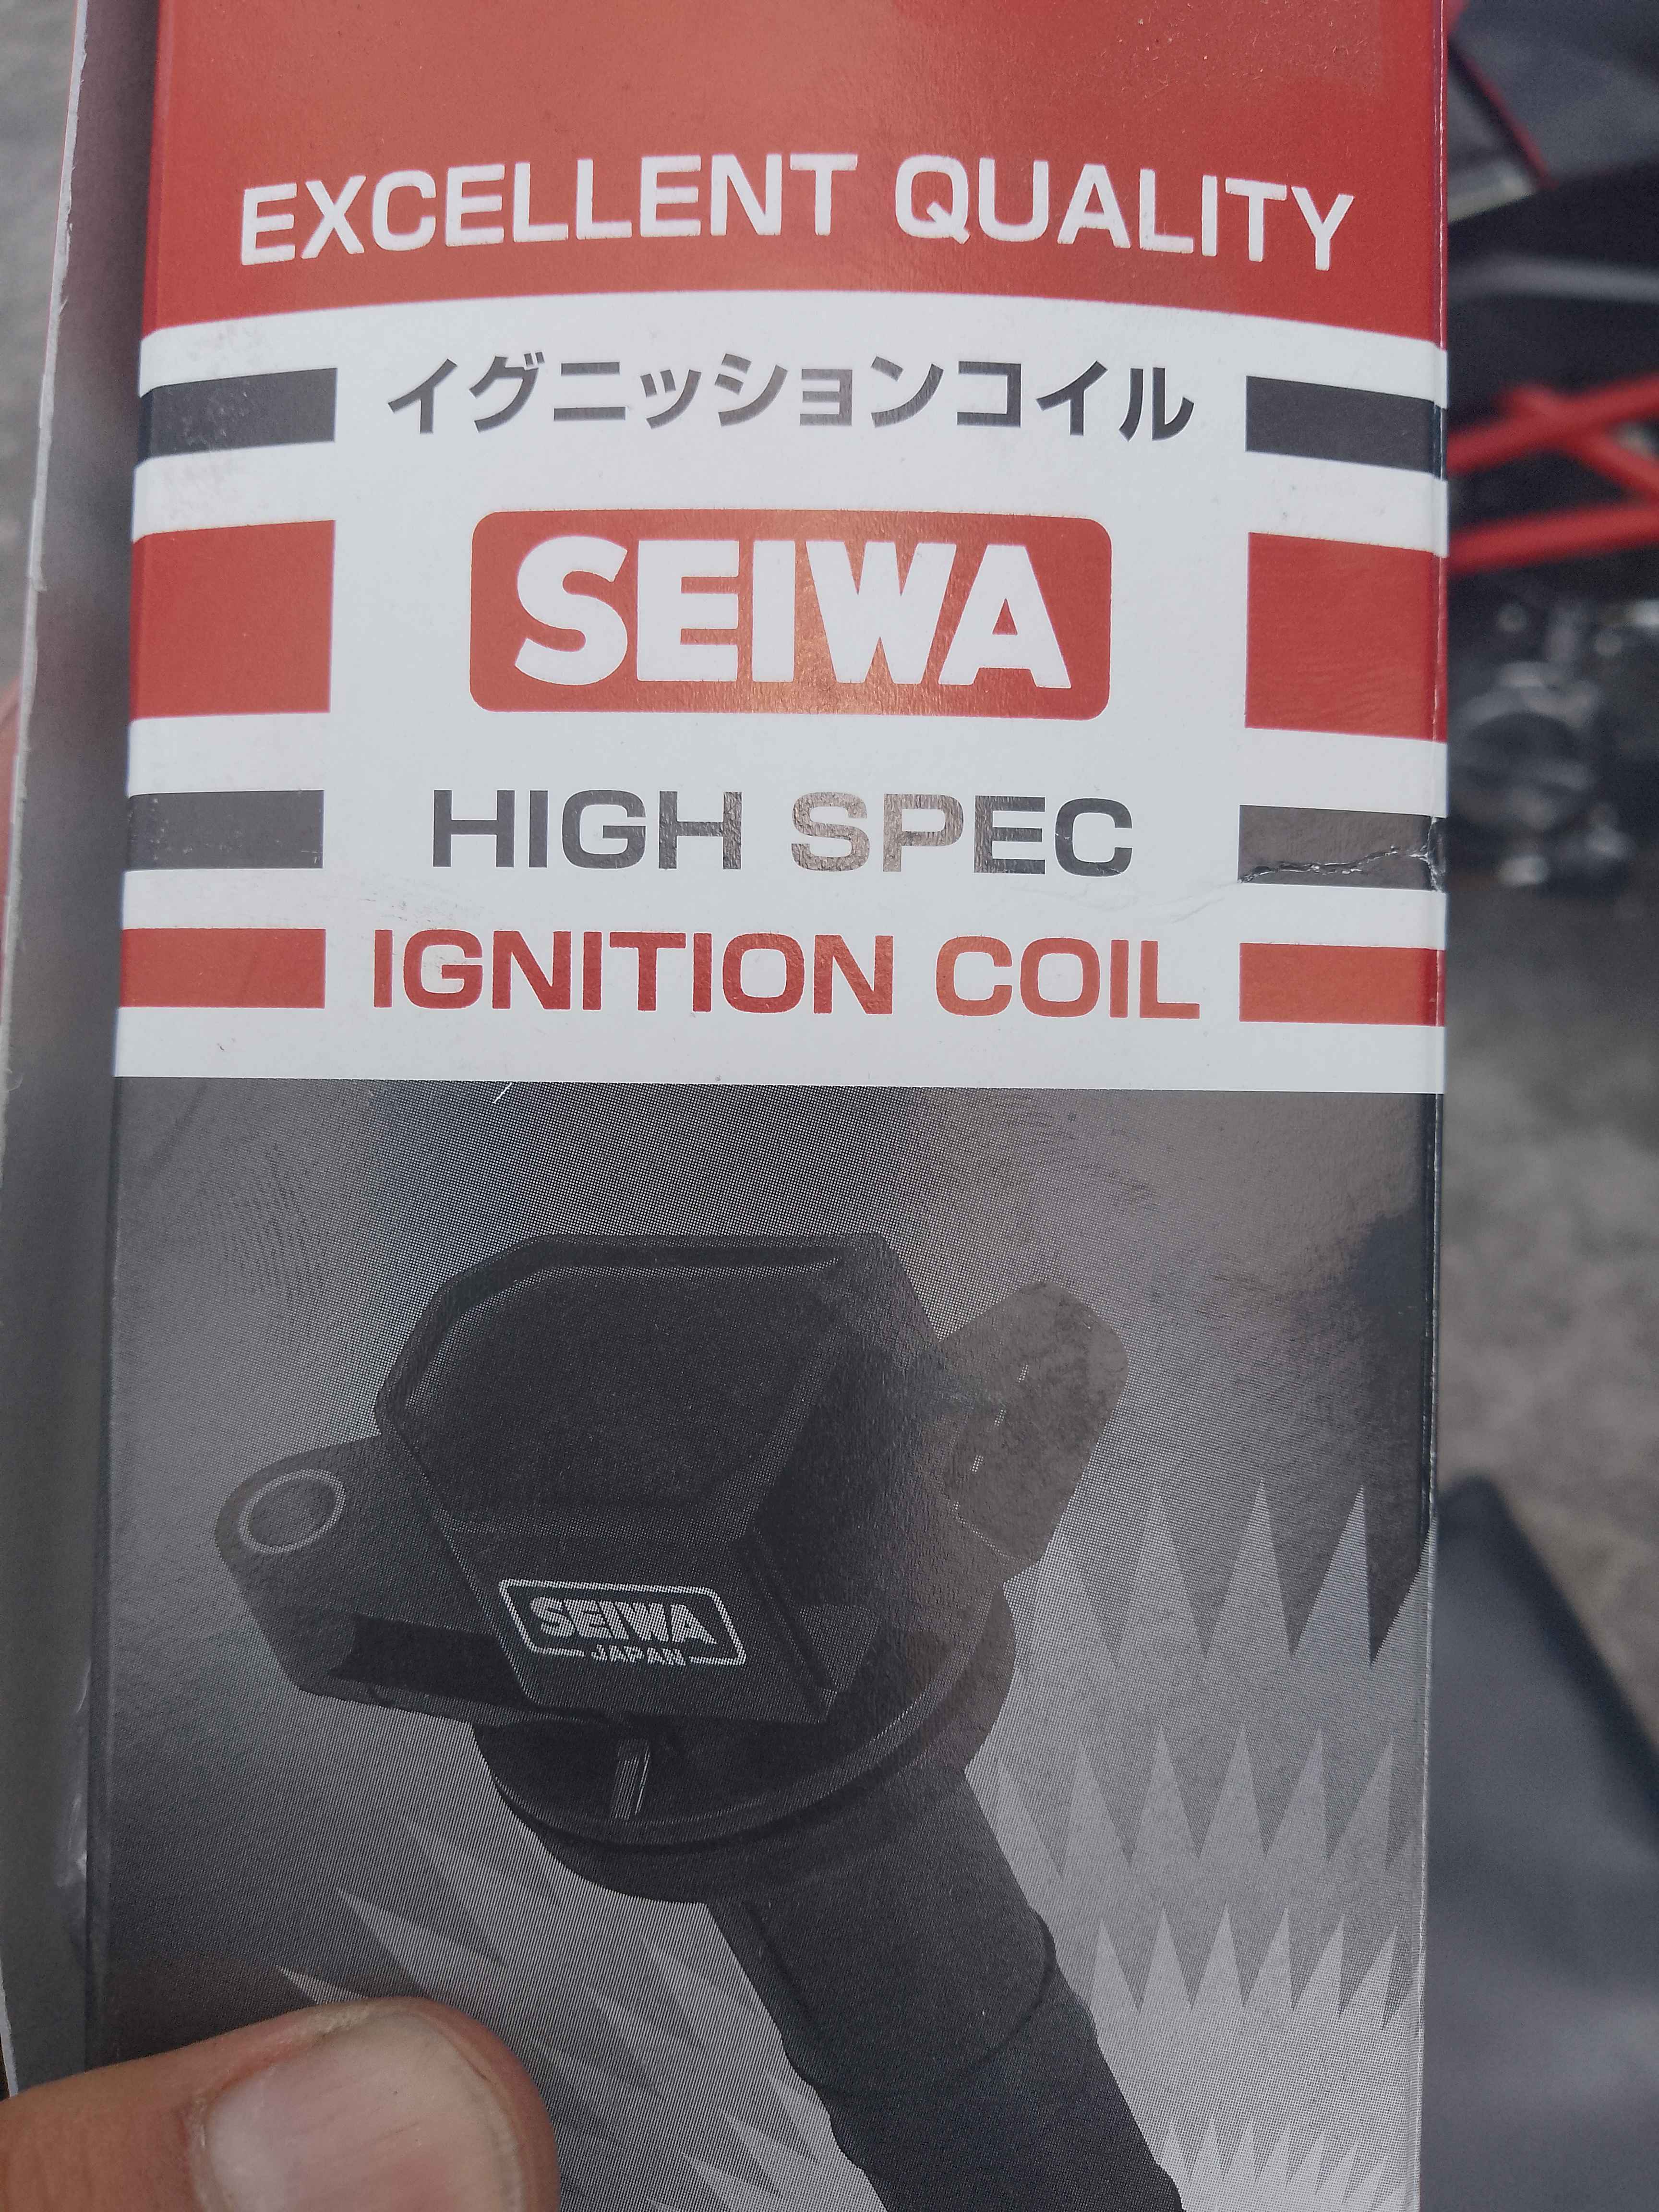 EXCELLENT QUALITY
イグニッションコイル
SEIWA
HIGH SPEC
IGNITION COIL
SEIWA
JAPAN